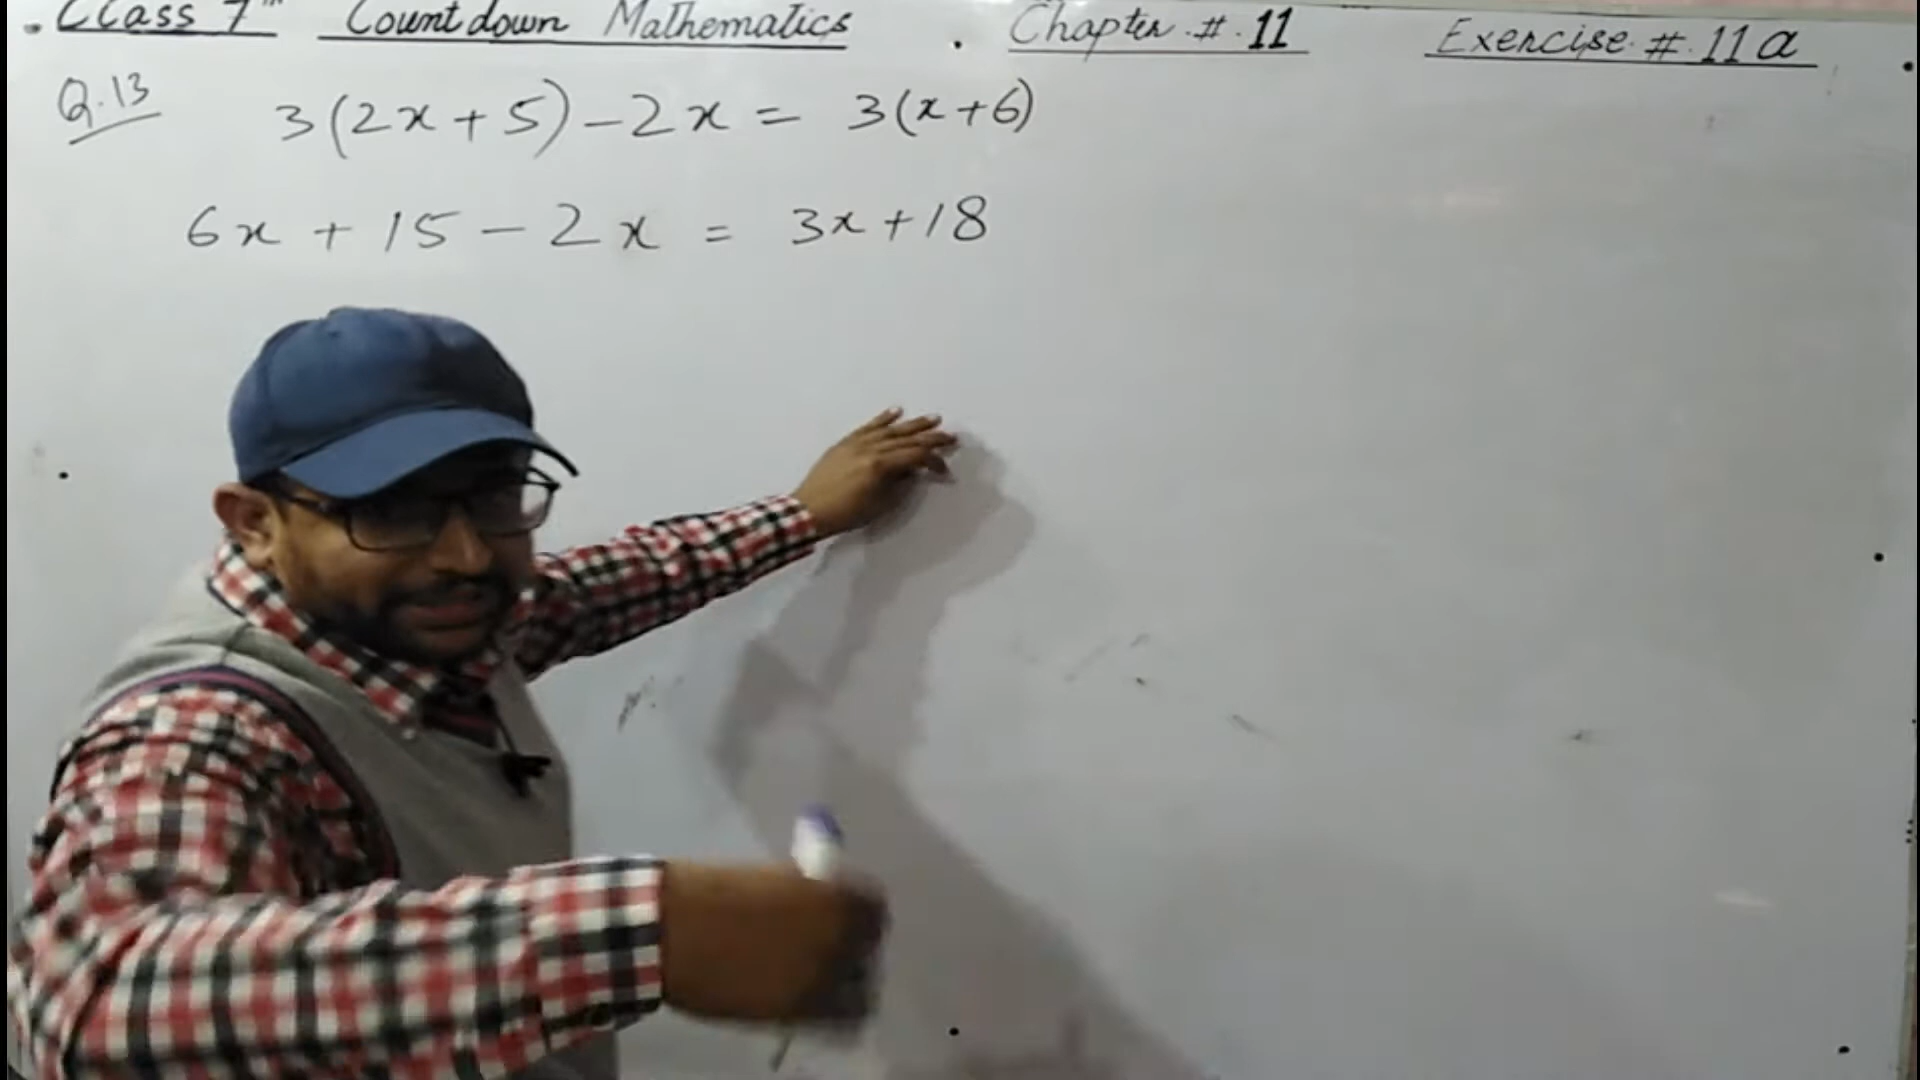 . Class 7th Countdown Mathematics . Chapter # 11 Exercise # 11a
Q.13 3(2x+5)-2x = 3(x+6)
6x + 15 - 2x = 3x+18